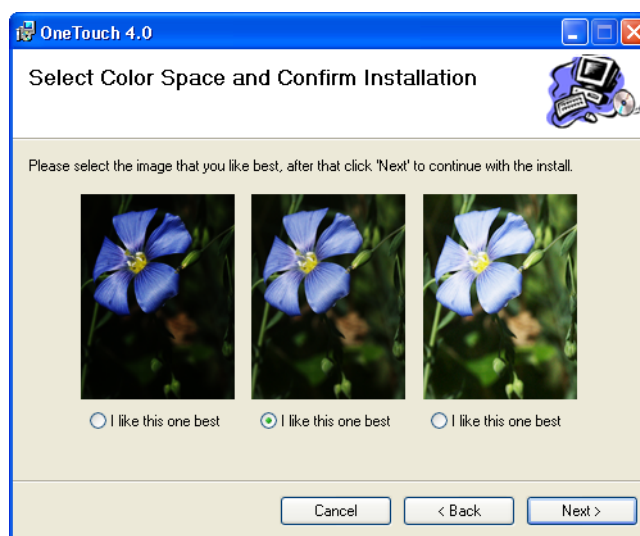 OneTouch 4.0
Select Color Space and Confirm Installation
Please select the image that you like best, after that click 'Next' to continue with the install.
I like this one best I like this one best I like this one best
Cancel < Back Next >